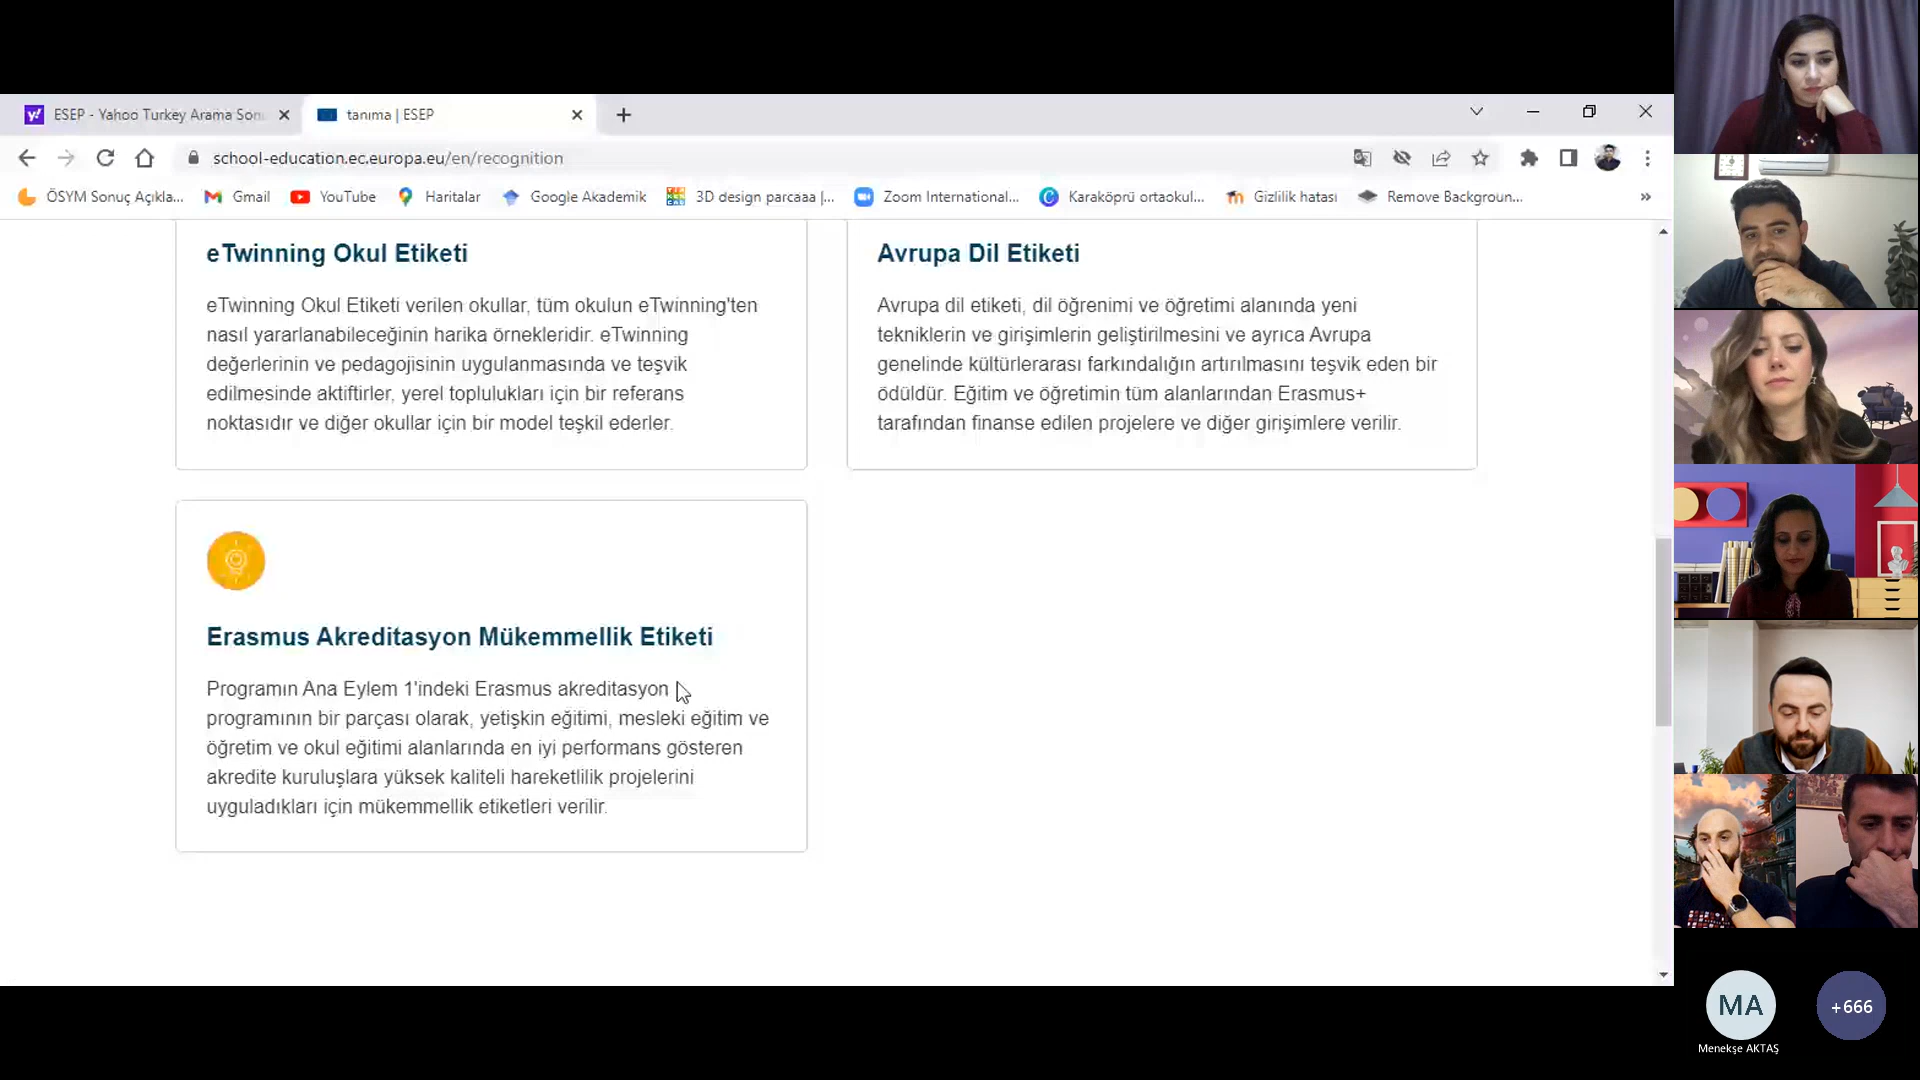 ESEP - Yahoo Turkey Arama Son
tanıma | ESEP
school-education.ec.europa.eu/en/recognition
ÖSYM Sonuç Açıkla...
Gmail
YouTube
Haritalar
Google Akademik
3D design parcaaa |...
Zoom International...
Karaköprü ortaokul...
Gizlilik hatası
Remove Backgroun...
»
eTwinning Okul Etiketi
eTwinning Okul Etiketi verilen okullar, tüm okulun eTwinning'ten
nasıl yararlanabileceğinin harika örnekleridir. eTwinning
değerlerinin ve pedagojisinin uygulanmasında ve teşvik
edilmesinde aktiftirler, yerel toplulukları için bir referans
noktasıdır ve diğer okullar için bir model teşkil ederler.
Avrupa Dil Etiketi
Avrupa dil etiketi, dil öğrenimi ve öğretimi alanında yeni
tekniklerin ve girişimlerin geliştirilmesini ve ayrıca Avrupa
genelinde kültürlerarası farkındalığın artırılmasını teşvik eden bir
ödüldür. Eğitim ve öğretimin tüm alanlarından Erasmus+
tarafından finanse edilen projelere ve diğer girişimlere verilir.
Erasmus Akreditasyon Mükemmellik Etiketi
Programın Ana Eylem 1'indeki Erasmus akreditasyon
programının bir parçası olarak, yetişkin eğitimi, mesleki eğitim ve
öğretim ve okul eğitimi alanlarında en iyi performans gösteren
akredite kuruluşlara yüksek kaliteli hareketlilik projelerini
uyguladıkları için mükemmellik etiketleri verilir.
MA
+666
Menekşe AKTAŞ